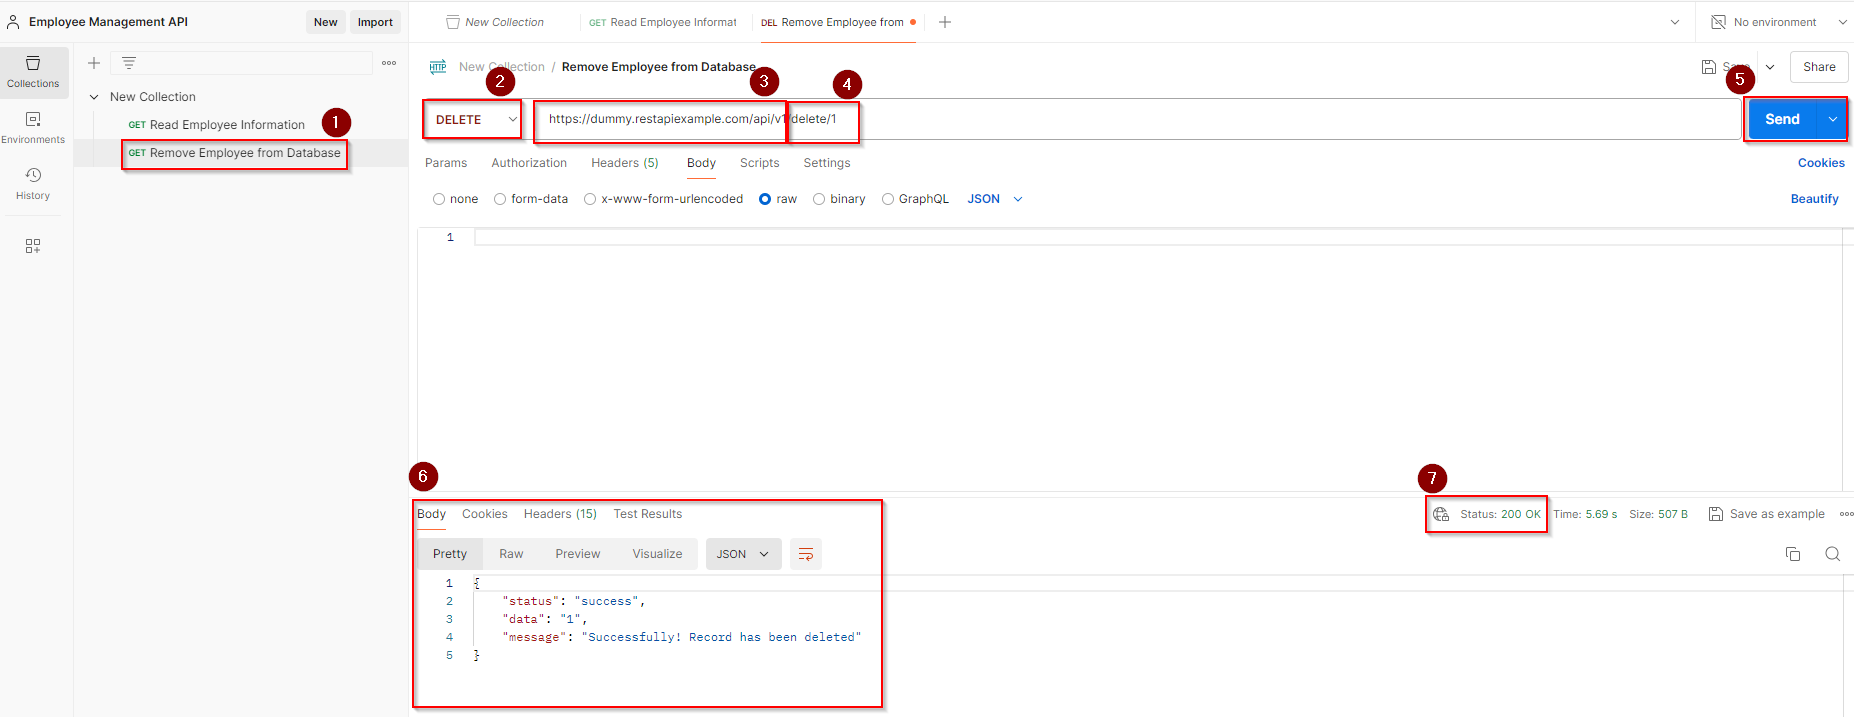 Employee Management API
New
Import
New Collection
GET Read Employee Informat
DEL Remove Employee from
No environment
Collections
Environments
History
New Collection
GET Read Employee Information
1
GET Remove Employee from Database
HTTP
New Collection / Remove Employee from Database
Share
2
3
4
5
DELETE
https://dummy.restapiexample.com/api/v1/delete/1
Send
Params
Authorization
Headers (5)
Body
Scripts
Settings
Cookies
none
form-data
x-www-form-urlencoded
raw
binary
GraphQL
JSON
Beautify
1
6
7
Body
Cookies
Headers (15)
Test Results
Status: 200 OK
Time: 5.69 s
Size: 507 B
Save as example
Pretty
Raw
Preview
Visualize
JSON
1 {
2 "status": "success",
3 "data": "1",
4 "message": "Successfully! Record has been deleted"
5 }